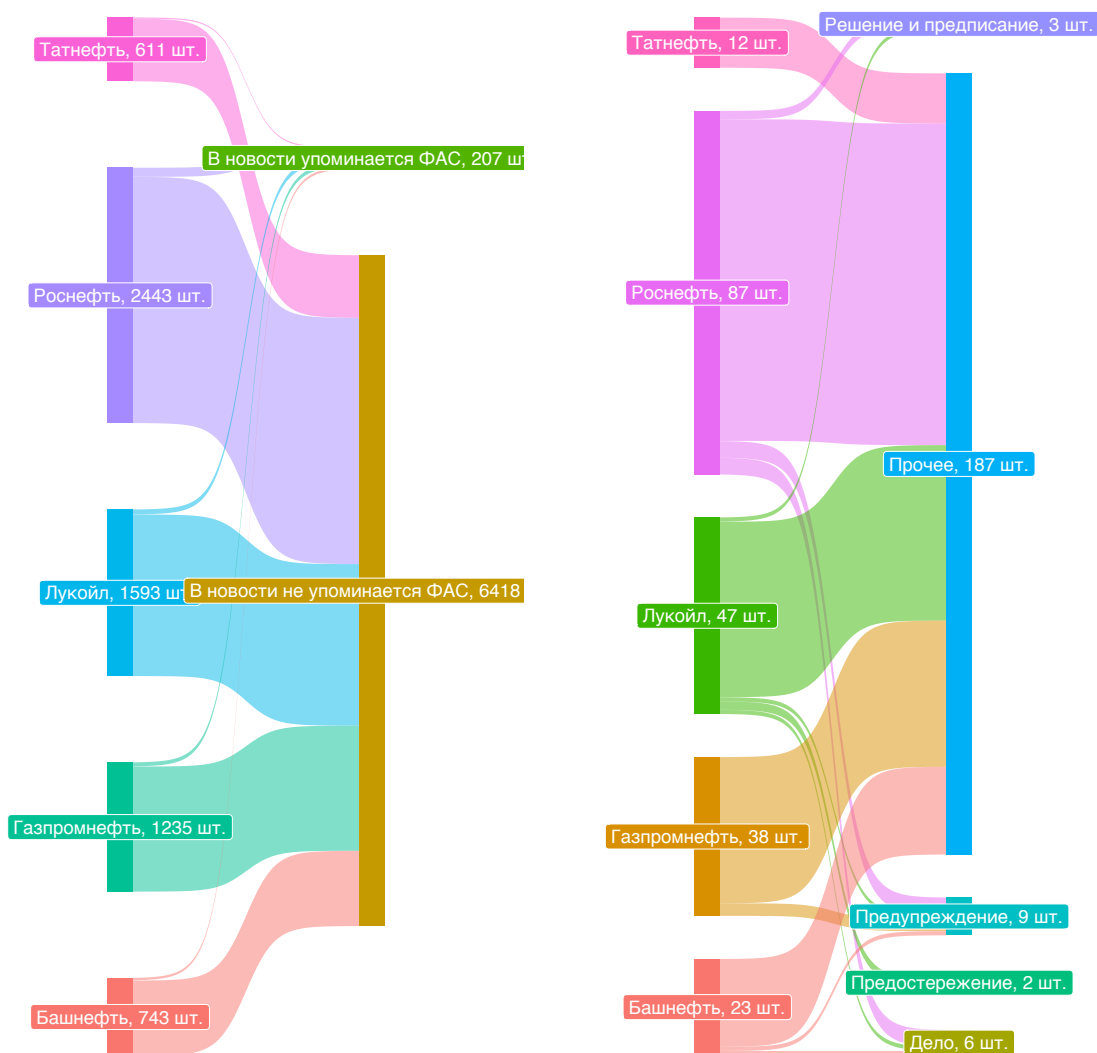 Татнефть, 611 шт.
В новости упоминается ФАС, 207 шт
Роснефть, 2443 шт.
Лукойл, 1593 шт.
В новости не упоминается ФАС, 6418
Газпромнефть, 1235 шт.
Башнефть, 743 шт.
Решение и предписание, 3 шт.
Татнефть, 12 шт.
Роснефть, 87 шт.
Прочее, 187 шт.
Лукойл, 47 шт.
Газпромнефть, 38 шт.
Предупреждение, 9 шт.
Предостережение, 2 шт.
Башнефть, 23 шт.
Дело, 6 шт.